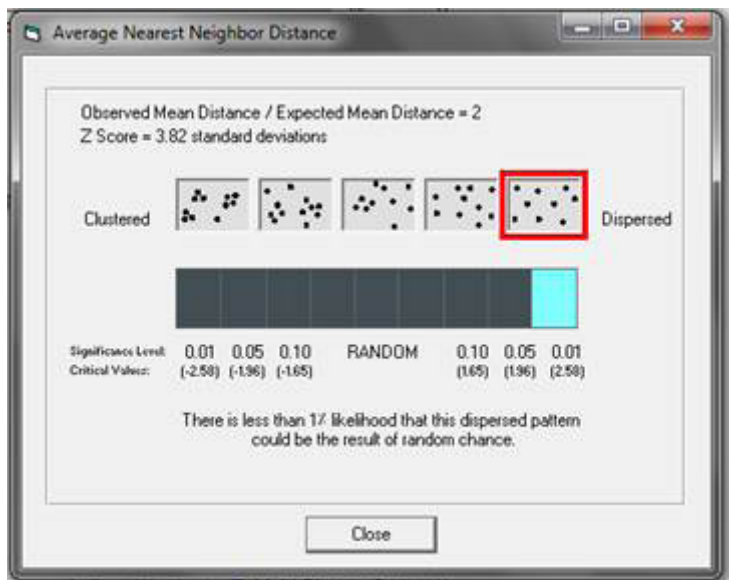 Average Nearest Neighbor Distance
Observed Mean Distance / Expected Mean Distance = 2
Z Score = 3.82 standard deviations
Clustered
Dispersed
Significance Level: 0.01 0.05 0.10 RANDOM 0.10 0.05 0.01
Critical Values: (-2.58) (-1.96) (-1.65) (1.65) (1.96) (2.58)
There is less than 1% likelihood that this dispersed pattern
could be the result of random chance.
Close